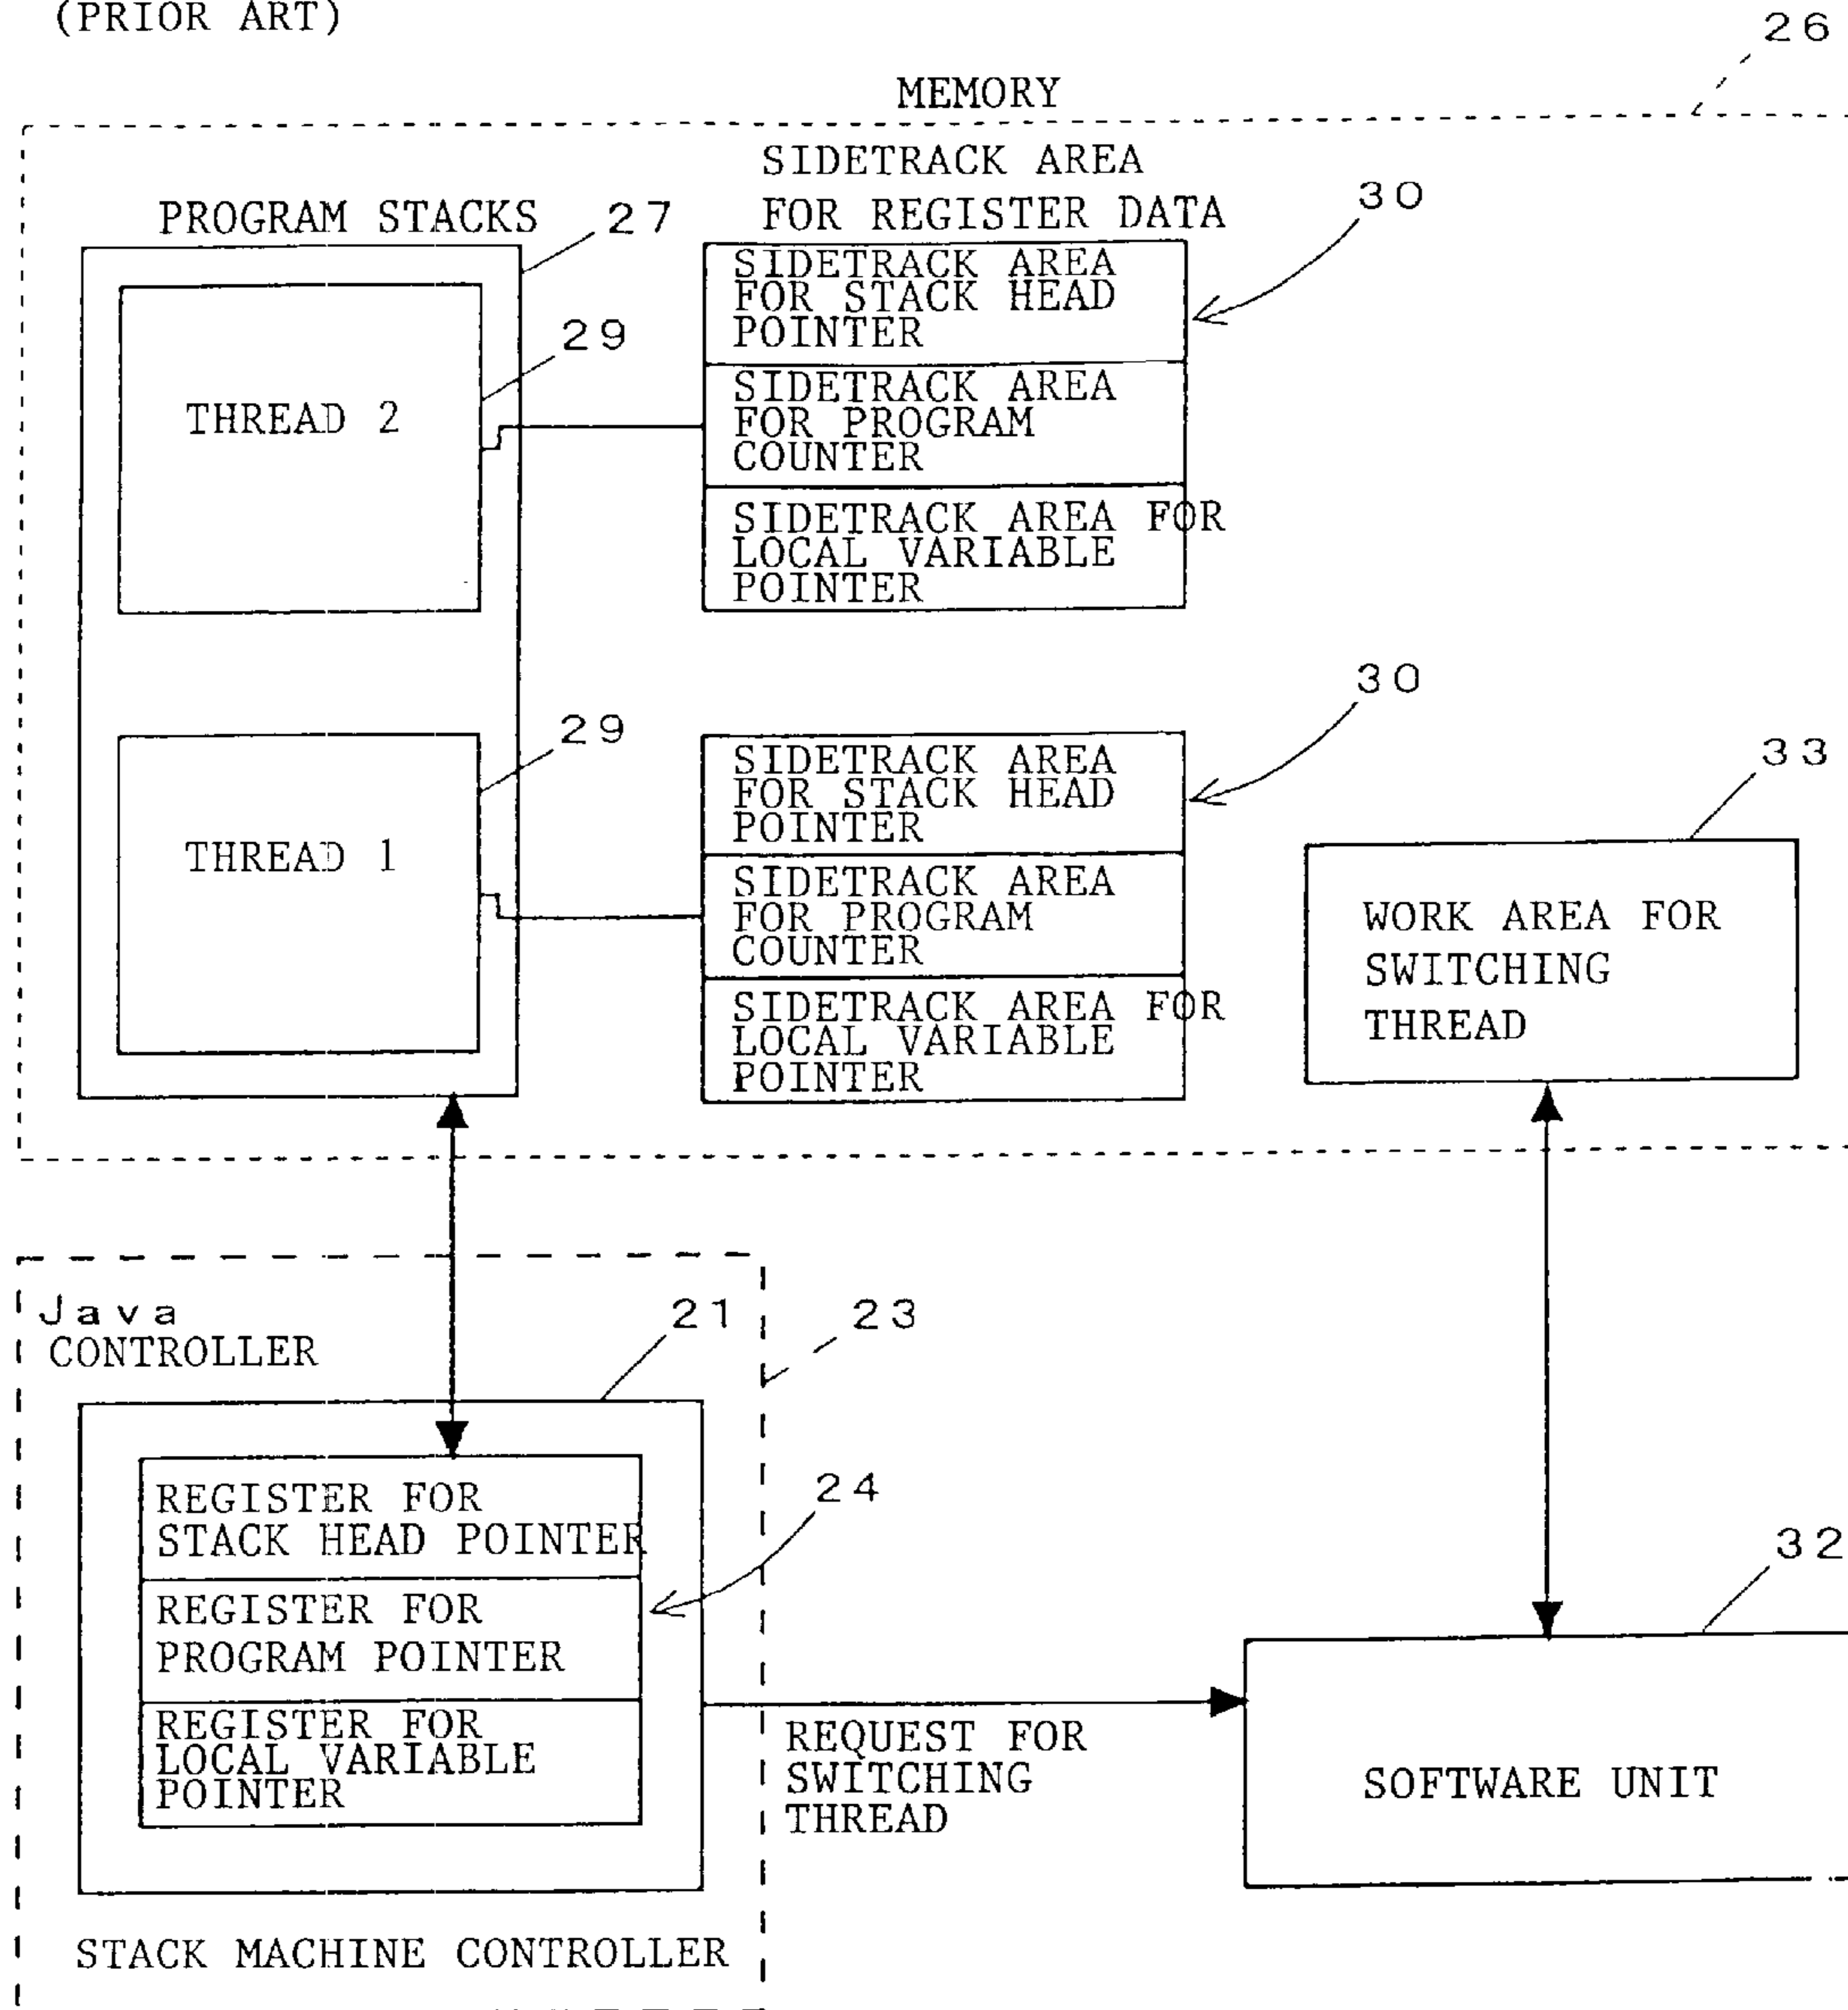 (PRIOR ART)
26
MEMORY
SIDETRACK AREA
FOR REGISTER DATA
PROGRAM STACKS
27
30
SIDETRACK AREA
FOR STACK HEAD
POINTER
29
THREAD 2
SIDETRACK AREA
FOR PROGRAM
COUNTER
SIDETRACK AREA FOR
LOCAL VARIABLE
POINTER
30
29
SIDETRACK AREA
FOR STACK HEAD
POINTER
33
THREAD 1
SIDETRACK AREA
FOR PROGRAM
COUNTER
WORK AREA FOR
SWITCHING
THREAD
SIDETRACK AREA FOR
LOCAL VARIABLE
POINTER
Java
CONTROLLER
21
23
REGISTER FOR
STACK HEAD POINTER
24
REGISTER FOR
PROGRAM POINTER
32
REGISTER FOR
LOCAL VARIABLE
POINTER
REQUEST FOR
SWITCHING
THREAD
SOFTWARE UNIT
STACK MACHINE CONTROLLER